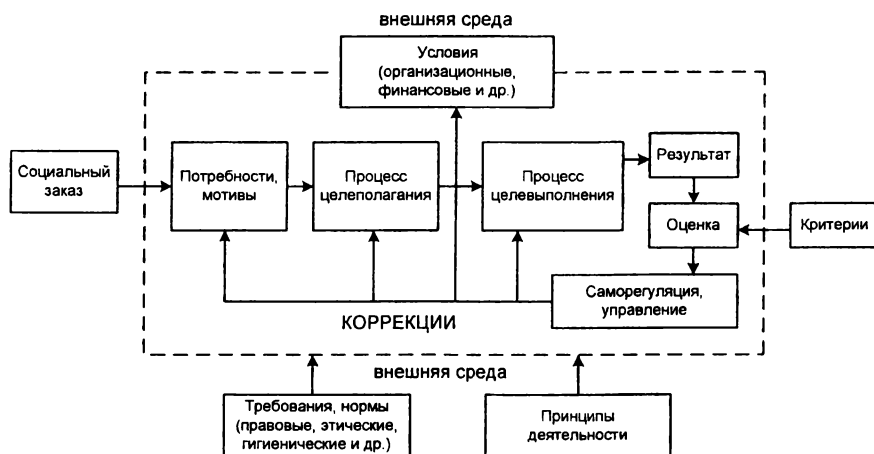 внешняя среда
Условия
(организационные,
финансовые и др.)
Социальный
заказ
Потребности,
мотивы
Процесс
целеполагания
Процесс
целевыполнения
Результат
Оценка
Критерии
Саморегуляция,
управление
КОРРЕКЦИИ
внешняя среда
Требования, нормы
(правовые, этические,
гигиенические и др.)
Принципы
деятельности